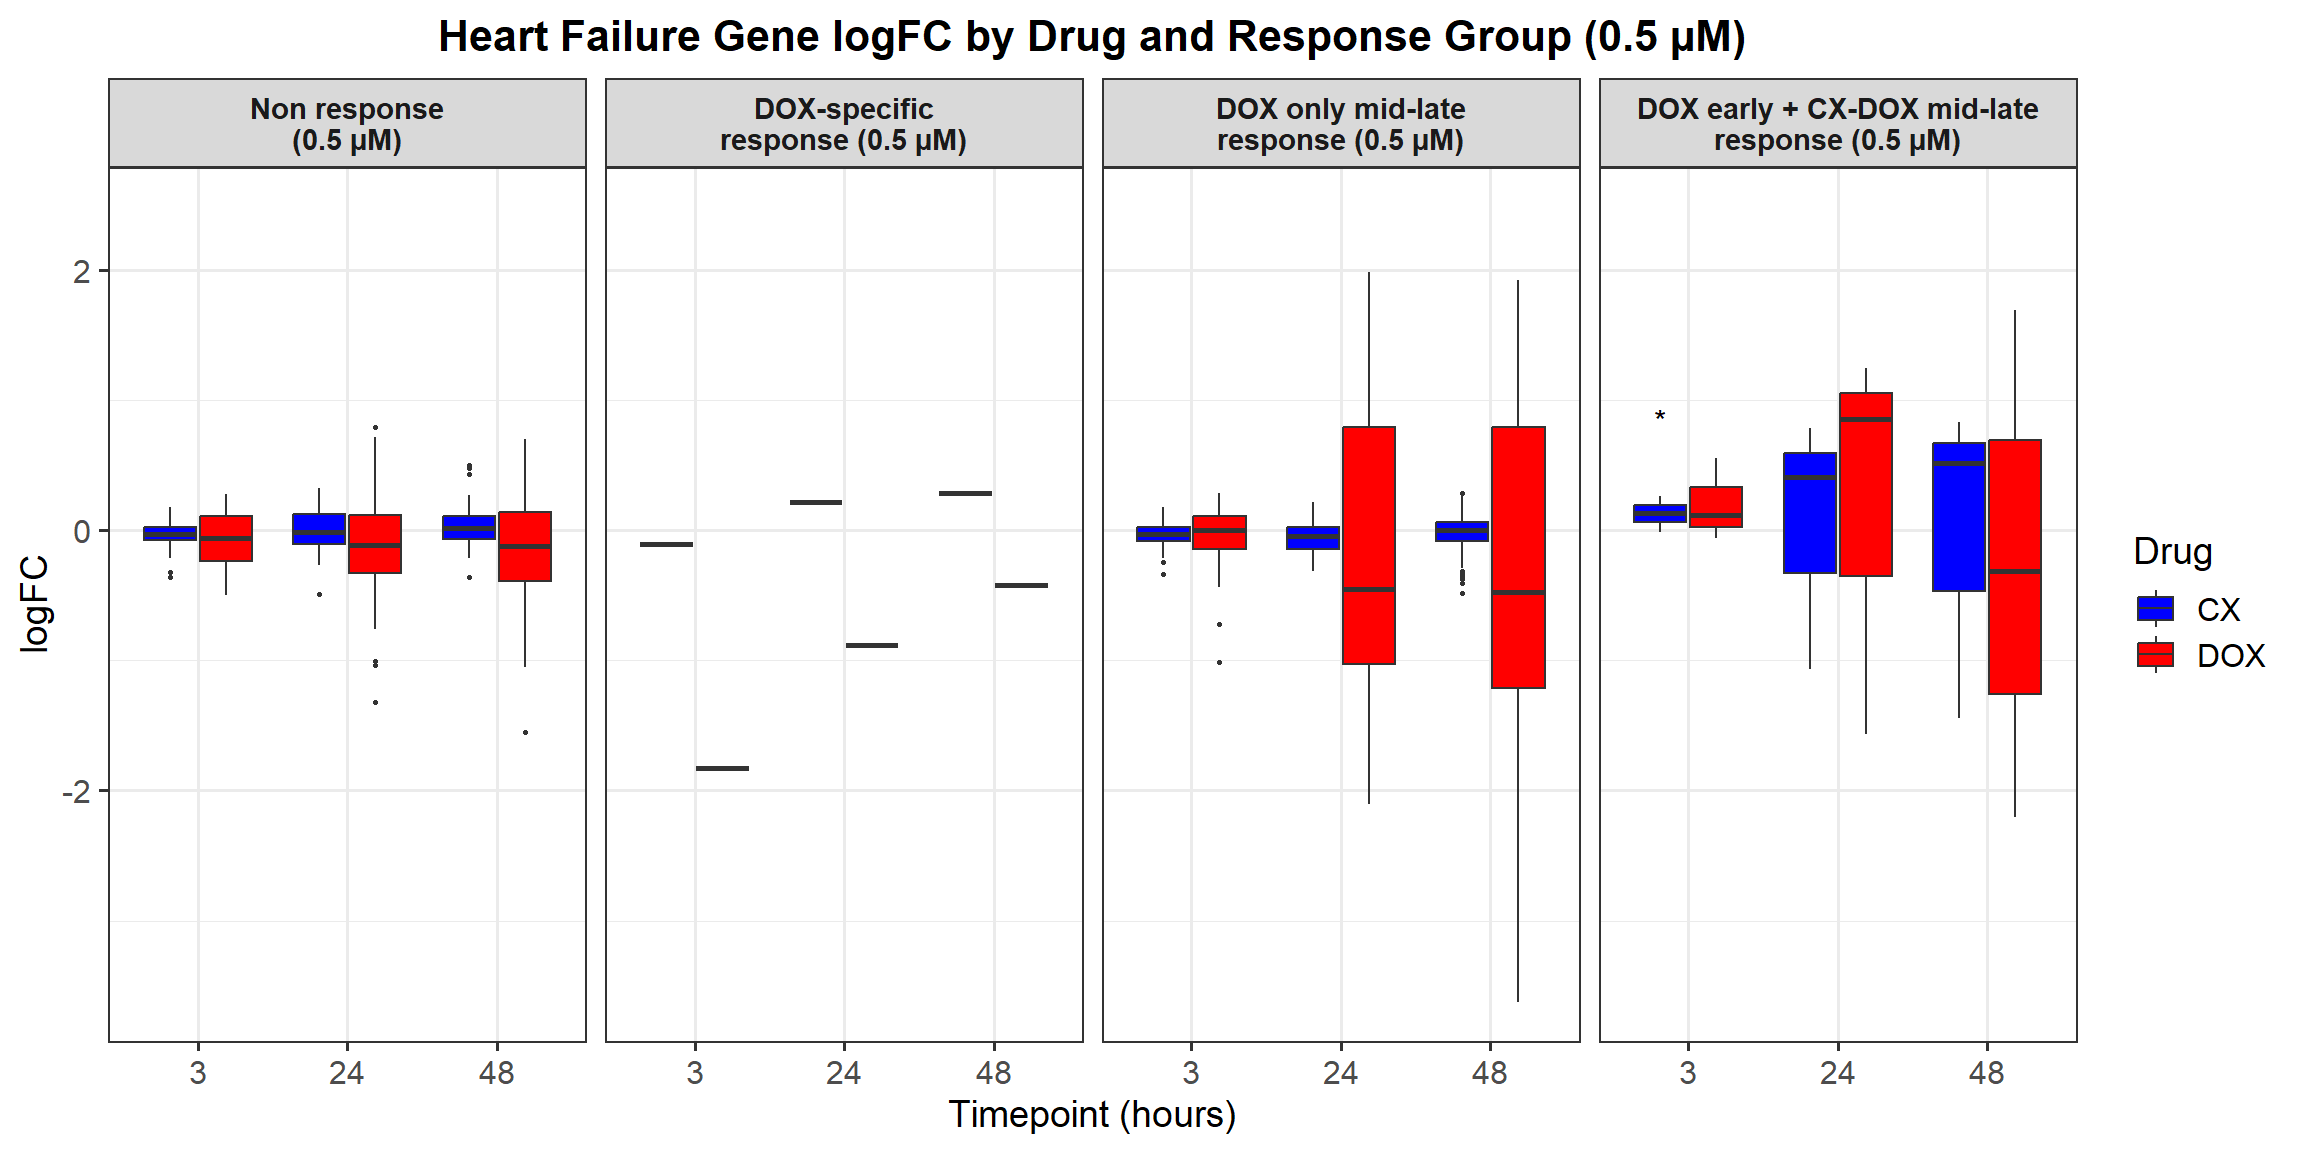 Heart Failure Gene logFC by Drug and Response Group (0.5 µM)
Non response
(0.5 µM)
DOX-specific
response (0.5 µM)
DOX only mid-late
response (0.5 µM)
DOX early + CX-DOX mid-late
response (0.5 µM)
logFC
2
0
-2
*
3 24 48
3 24 48
3 24 48
3 24 48
Timepoint (hours)
Drug
CX
DOX